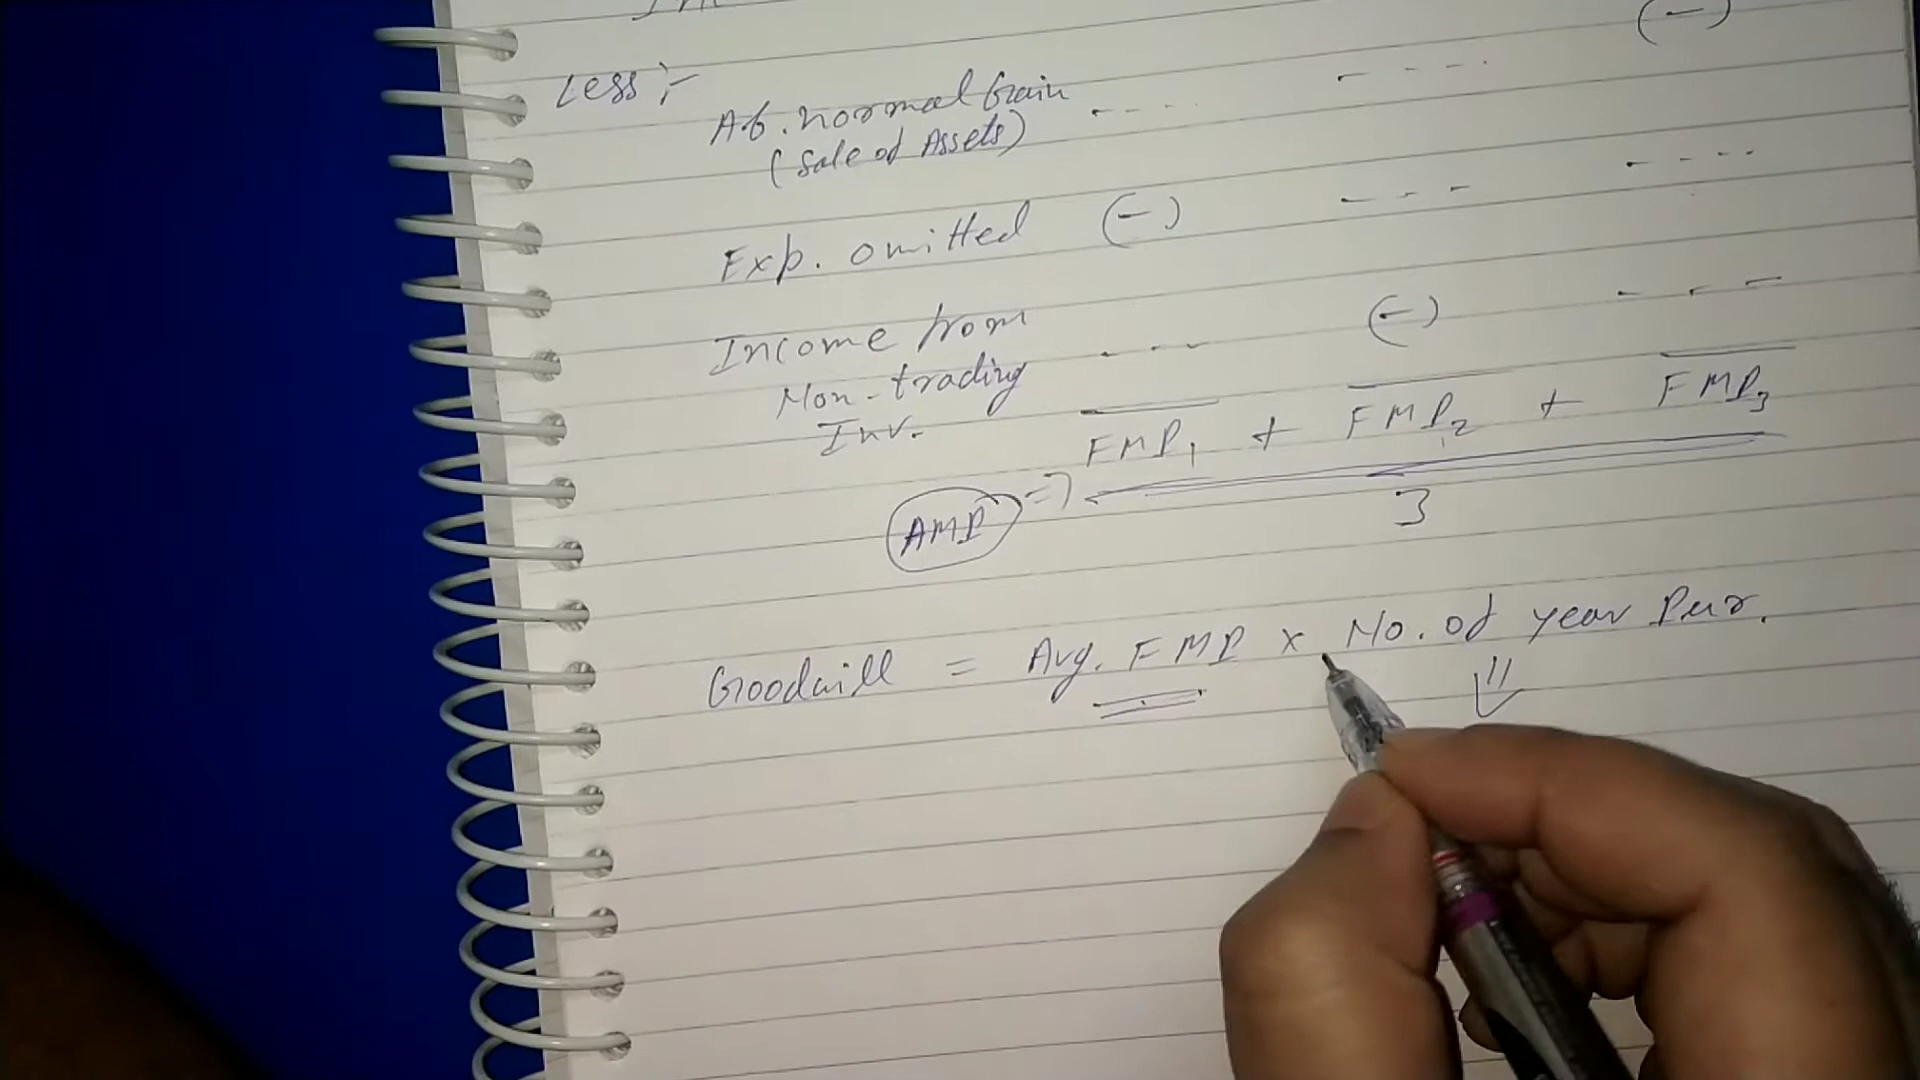 (-)
Less :-
Ab.normal Gain - - - - - - - -
(Sale of Assets)
Exp. omitted (-) - - - - - - -
Income from - - - (-) - - -
Non-trading
Inv.
FMP1 + FMP2 + FMP3
AMP => 3
Goodwill = Avg. FMP x No. of year Pur.